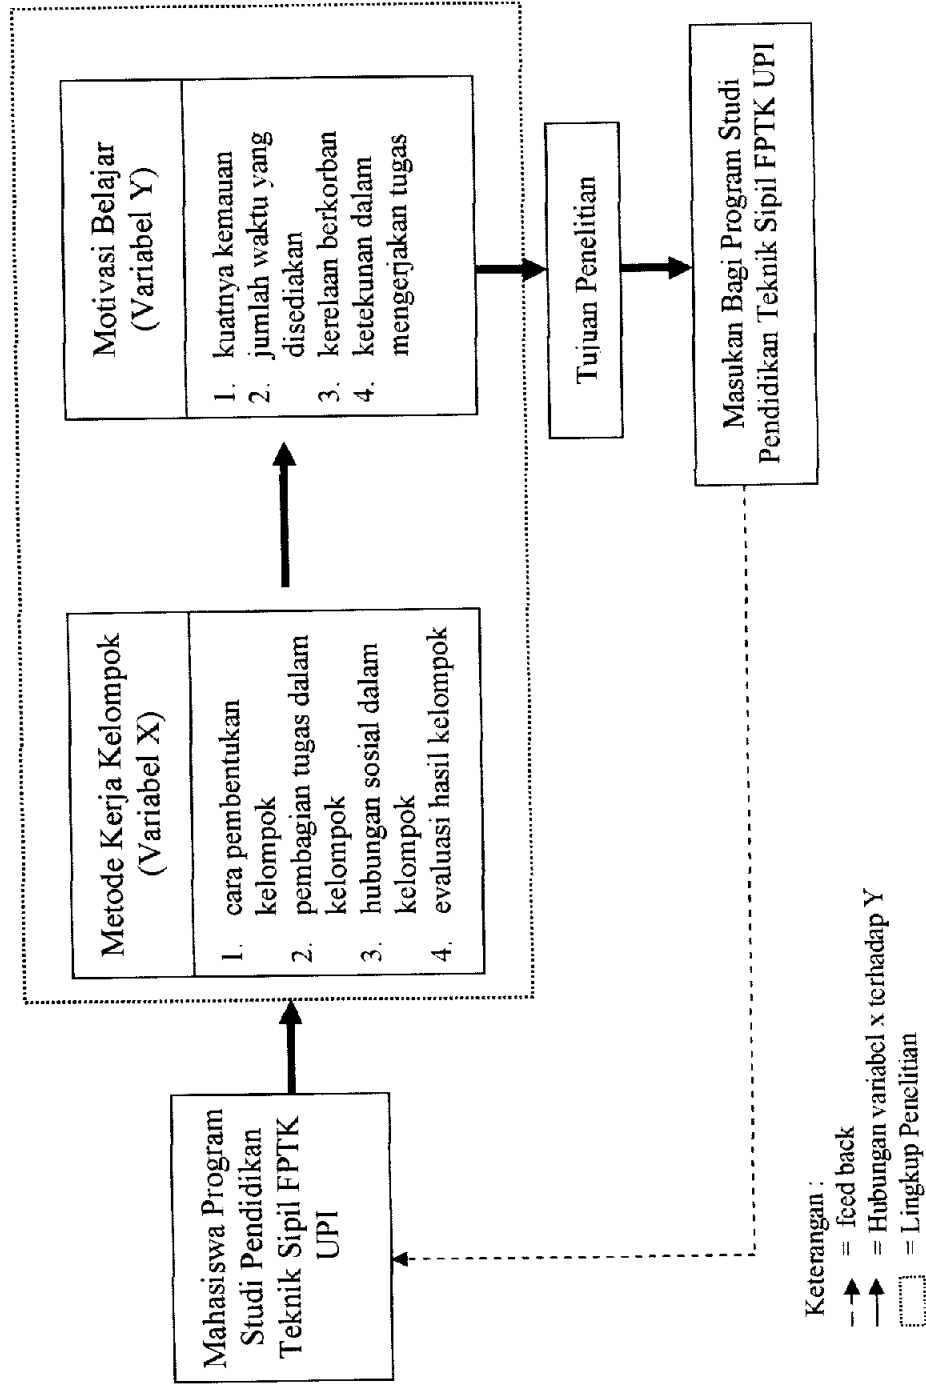 Mahasiswa Program
Studi Pendidikan
Teknik Sipil FPTK
UPI
Metode Kerja Kelompok
(Variabel X)
1. cara pembentukan
kelompok
2. pembagian tugas dalam
kelompok
3. hubungan sosial dalam
kelompok
4. evaluasi hasil kelompok
Motivasi Belajar
(Variabel Y)
1. kuatnya kemauan
2. jumlah waktu yang
disediakan
3. kerelaan berkorban
4. ketekunan dalam
mengerjakan tugas
Tujuan Penelitian
Masukan Bagi Program Studi
Pendidikan Teknik Sipil FPTK UPI
Keterangan :
= feed back
= Hubungan variabel x terhadap Y
= Lingkup Penelitian